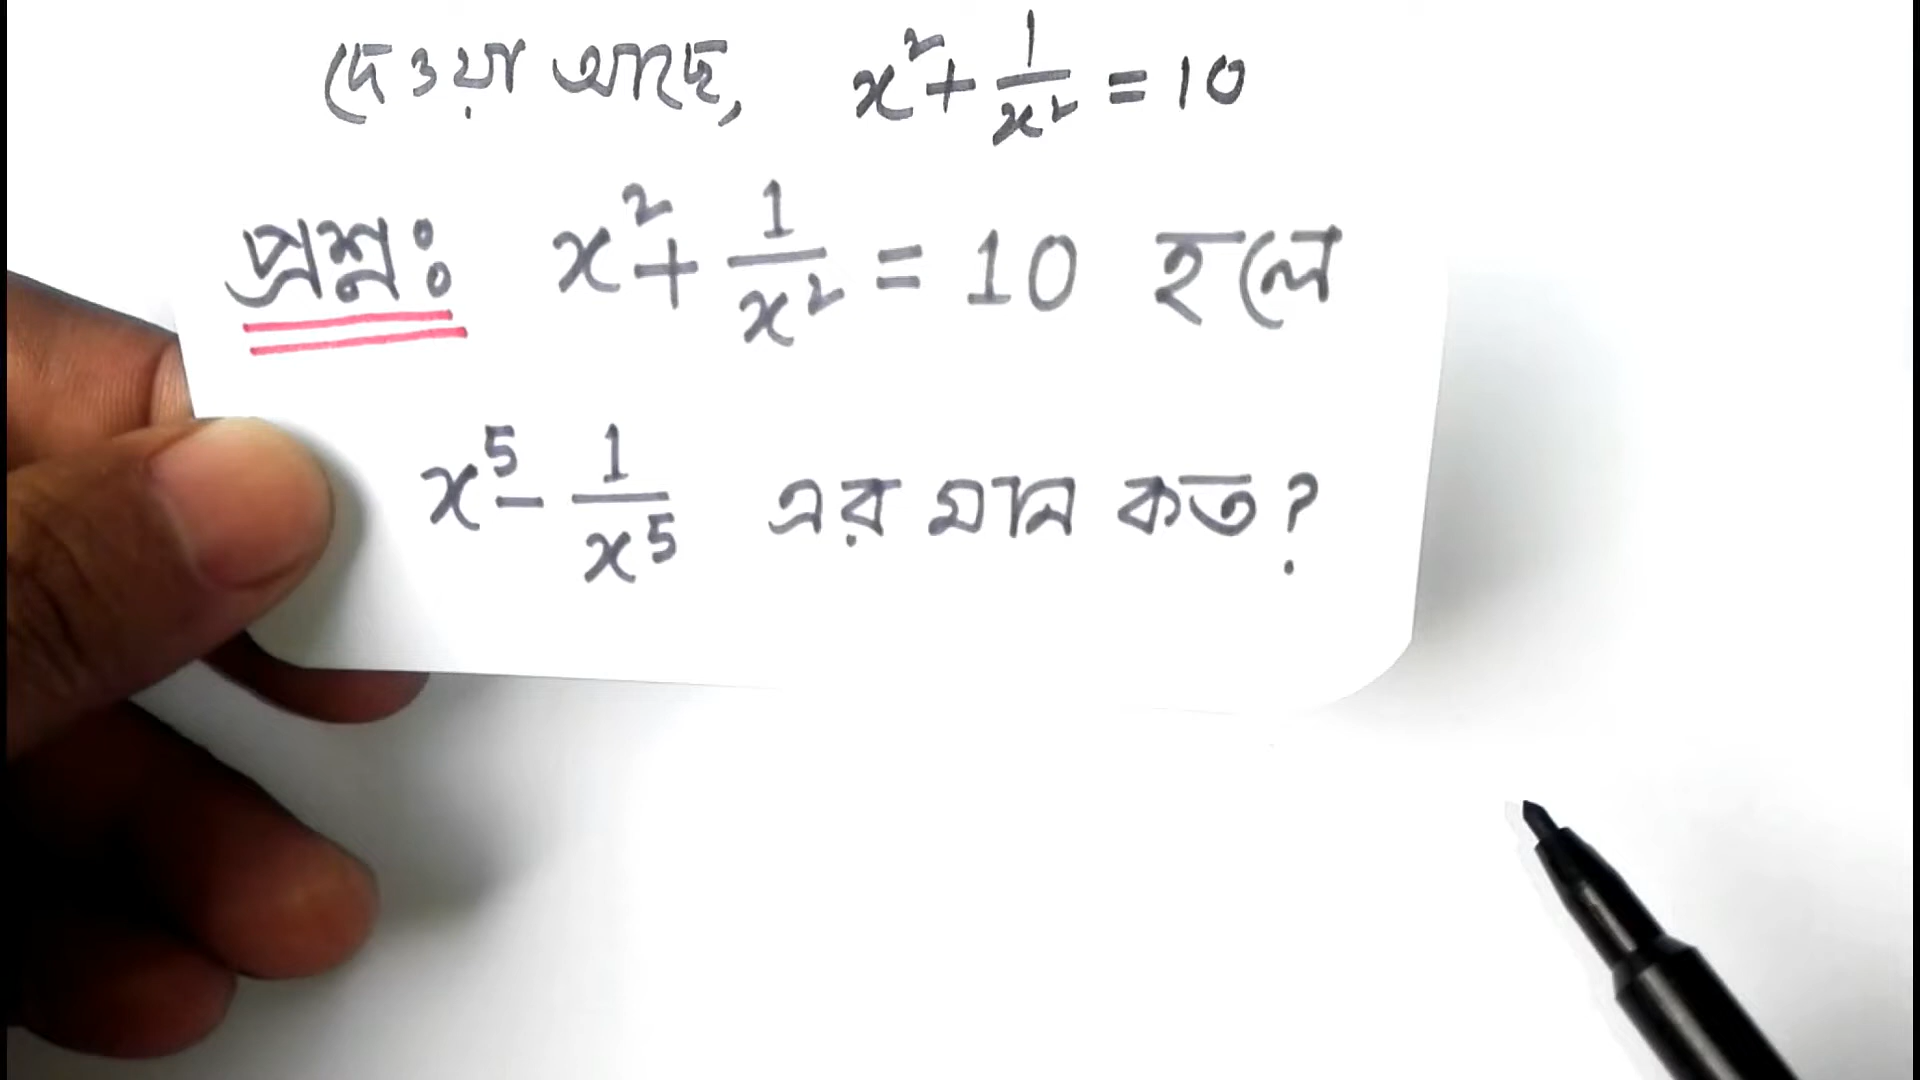 দেওয়া আছে, x² + 1/x² = 10
প্রশ্নঃ x² + 1/x² = 10 হলে
x⁵ - 1/x⁵ এর মান কত?